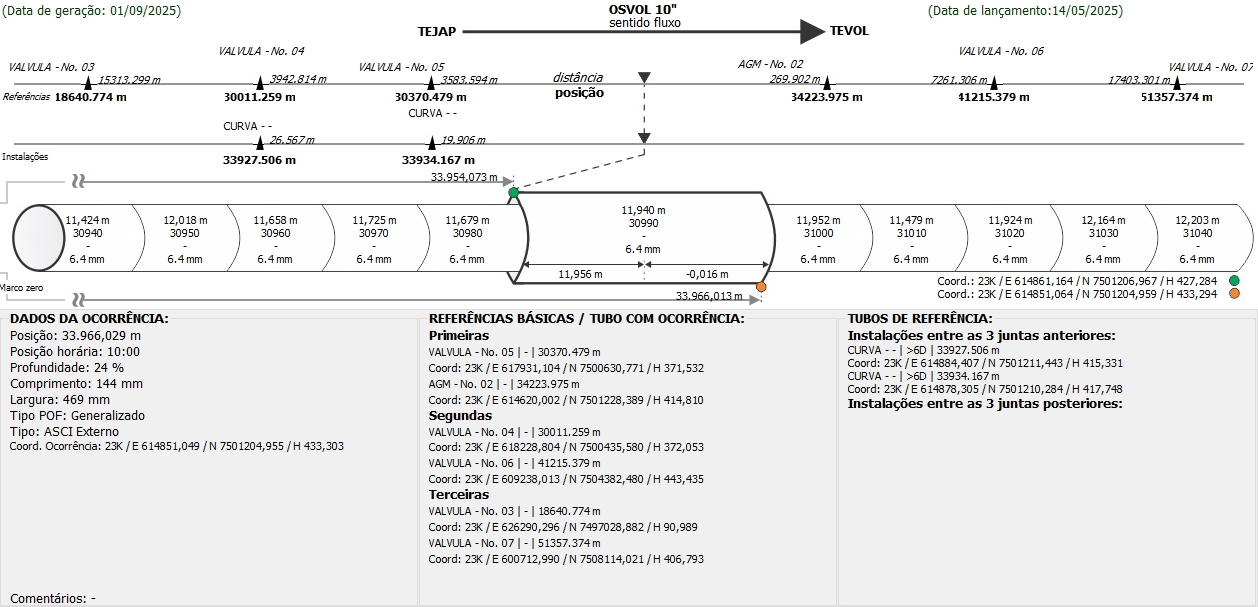 (Data de geração: 01/09/2025)
OSVOL 10"
(Data de lançamento:14/05/2025)
sentido fluxo
TEJAP
TEVOL
VALVULA - No. 03
VALVULA - No. 04
VALVULA - No. 05
AGM - No. 02
VALVULA - No. 06
VALVULA - No. 07
15313.299 m
3942.814 m
3583.594 m
distância
269.902 m
7261.306 m
17403.301 m
Referências
18640.774 m
30011.259 m
30370.479 m
posição
34223.975 m
41215.379 m
51357.374 m
CURVA - -
CURVA - -
26.567 m
19.906 m
Instalações
33927.506 m
33934.167 m
33.954,073 m
11,424 m
30940
-
6.4 mm
12,018 m
30950
-
6.4 mm
11,658 m
30960
-
6.4 mm
11,725 m
30970
-
6.4 mm
11,679 m
30980
-
6.4 mm
11,940 m
30990
-
6.4 mm
11,956 m
-0,016 m
11,952 m
31000
-
6.4 mm
11,479 m
31010
-
6.4 mm
11,924 m
31020
-
6.4 mm
12,164 m
31030
-
6.4 mm
12,203 m
31040
-
6.4 mm
Marco zero
33.966,013 m
Coord.: 23K / E 614861,164 / N 7501206,967 / H 427,284
Coord.: 23K / E 614851,064 / N 7501204,959 / H 433,294
DADOS DA OCORRÊNCIA:
Posição: 33.966,029 m
Posição horária: 10:00
Profundidade: 24 %
Comprimento: 144 mm
Largura: 469 mm
Tipo POF: Generalizado
Tipo: ASCI Externo
Coord. Ocorrência: 23K / E 614851,049 / N 7501204,955 / H 433,303
Comentários: -
REFERÊNCIAS BÁSICAS / TUBO COM OCORRÊNCIA:
Primeiras
VALVULA - No. 05 | - | 30370.479 m
Coord: 23K / E 617931,104 / N 7500630,771 / H 371,532
AGM - No. 02 | - | 34223.975 m
Coord: 23K / E 614620,002 / N 7501228,389 / H 414,810
Segundas
VALVULA - No. 04 | - | 30011.259 m
Coord: 23K / E 618228,804 / N 7500435,580 / H 372,053
VALVULA - No. 06 | - | 41215.379 m
Coord: 23K / E 609238,013 / N 7504382,480 / H 443,435
Terceiras
VALVULA - No. 03 | - | 18640.774 m
Coord: 23K / E 626290,296 / N 7497028,882 / H 90,989
VALVULA - No. 07 | - | 51357.374 m
Coord: 23K / E 600712,990 / N 7508114,021 / H 406,793
TUBOS DE REFERÊNCIA:
Instalações entre as 3 juntas anteriores:
CURVA - - | >6D | 33927.506 m
Coord: 23K / E 614884,407 / N 7501211,443 / H 415,331
CURVA - - | >6D | 33934.167 m
Coord: 23K / E 614878,305 / N 7501210,284 / H 417,748
Instalações entre as 3 juntas posteriores: